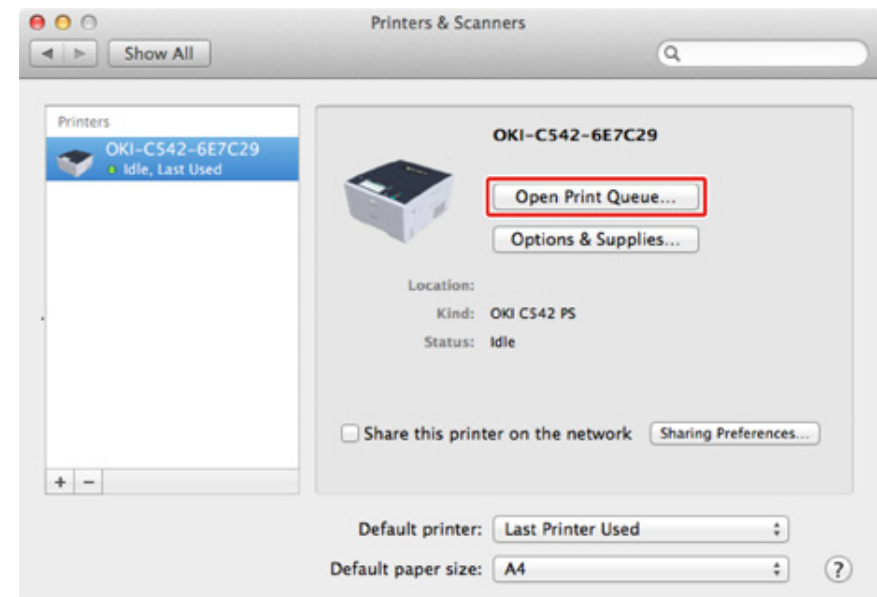 Printers & Scanners
Show All
Printers
OKI-C542-6E7C29
Idle, Last Used
OKI-C542-6E7C29
Open Print Queue...
Options & Supplies...
Location:
Kind: OKI C542 PS
Status: Idle
Share this printer on the network Sharing Preferences...
+ −
Default printer: Last Printer Used
Default paper size: A4 ?